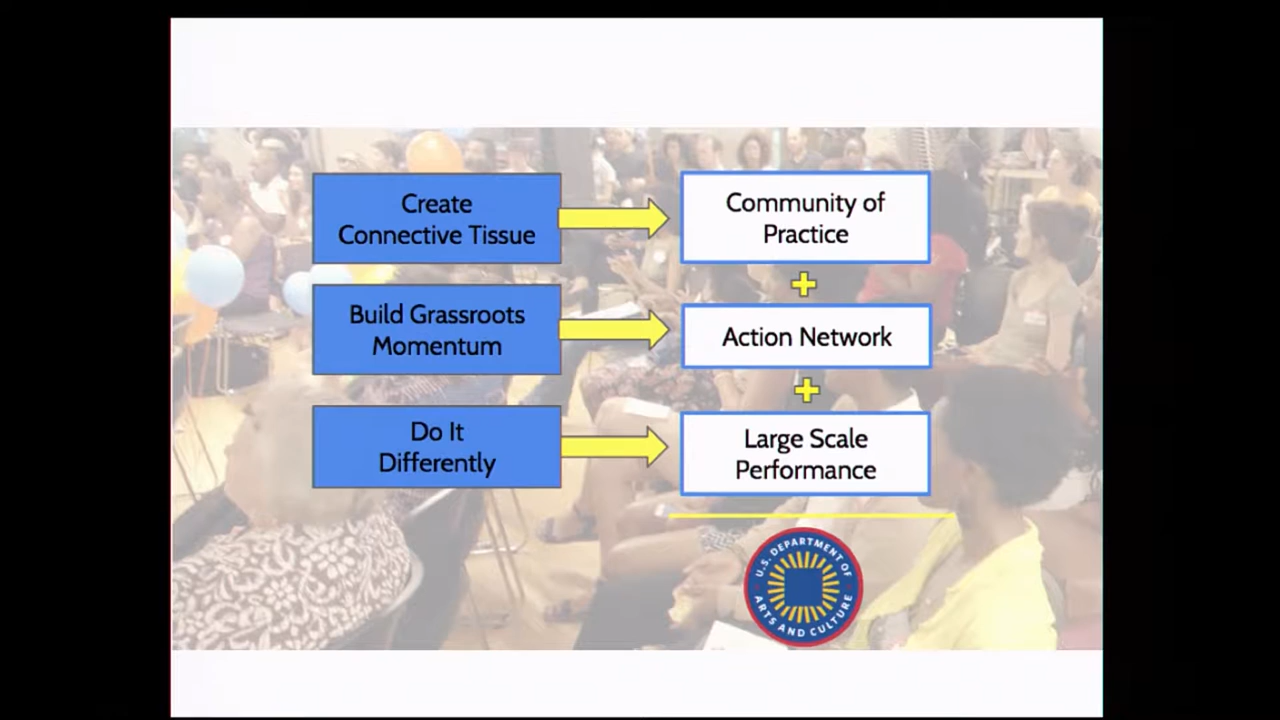 Create
Connective Tissue
Community of
Practice
Build Grassroots
Momentum
Action Network
Do It
Differently
Large Scale
Performance
U.S. DEPARTMENT OF
ARTS AND CULTURE